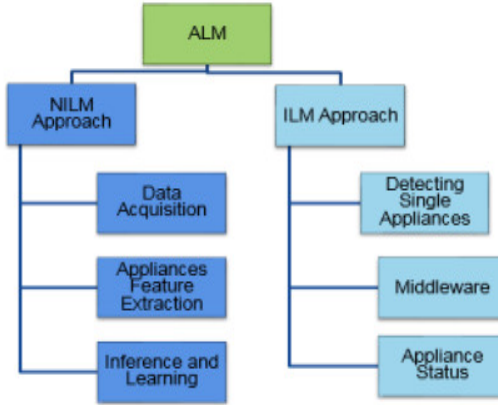 ALM
NILM
Approach
ILM Approach
Data
Acquisition
Detecting
Single
Appliances
Appliances
Feature
Extraction
Middleware
Inference and
Learning
Appliance
Status